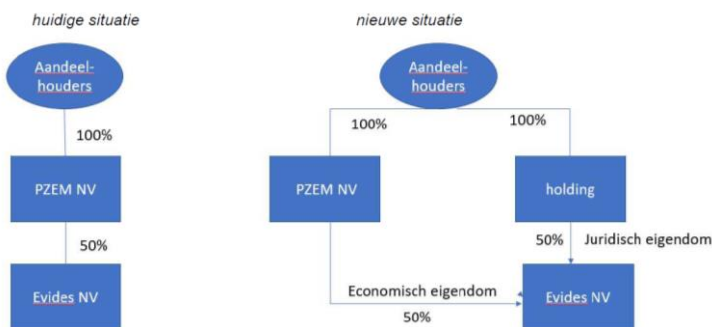 huidige situatie
Aandeel-
houders
100%
PZEM NV
50%
Evides NV
nieuwe situatie
Aandeel-
houders
100%
100%
PZEM NV
holding
50%
Juridisch eigendom
Economisch eigendom
50%
Evides NV